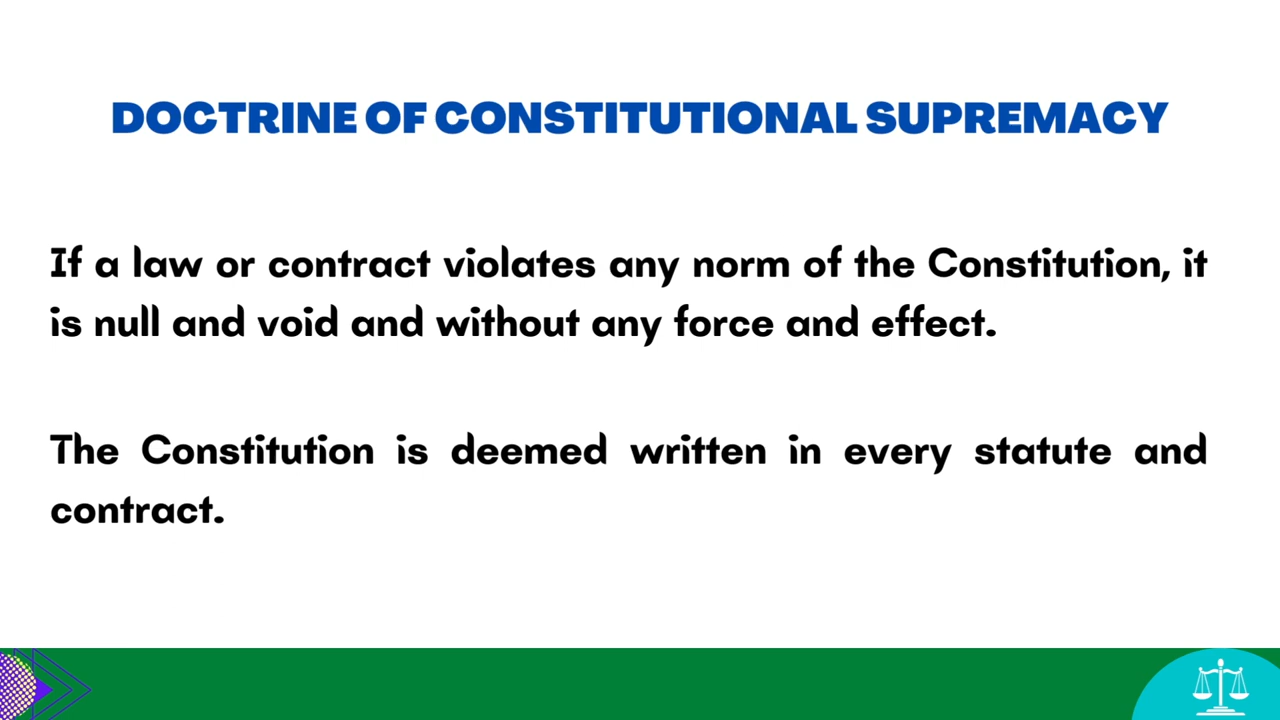 DOCTRINE OF CONSTITUTIONAL SUPREMACY
If a law or contract violates any norm of the Constitution, it
is null and void and without any force and effect.
The Constitution is deemed written in every statute and
contract.